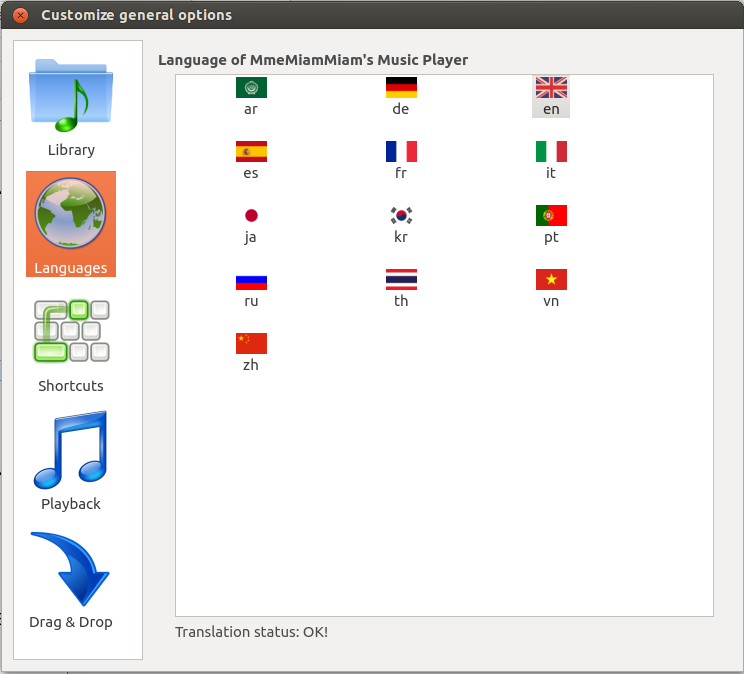 Customize general options
Library
Languages
Shortcuts
Playback
Drag & Drop
Language of MmeMiamMiam's Music Player
ar
de
en
es
fr
it
ja
kr
pt
ru
th
vn
zh
Translation status: OK!